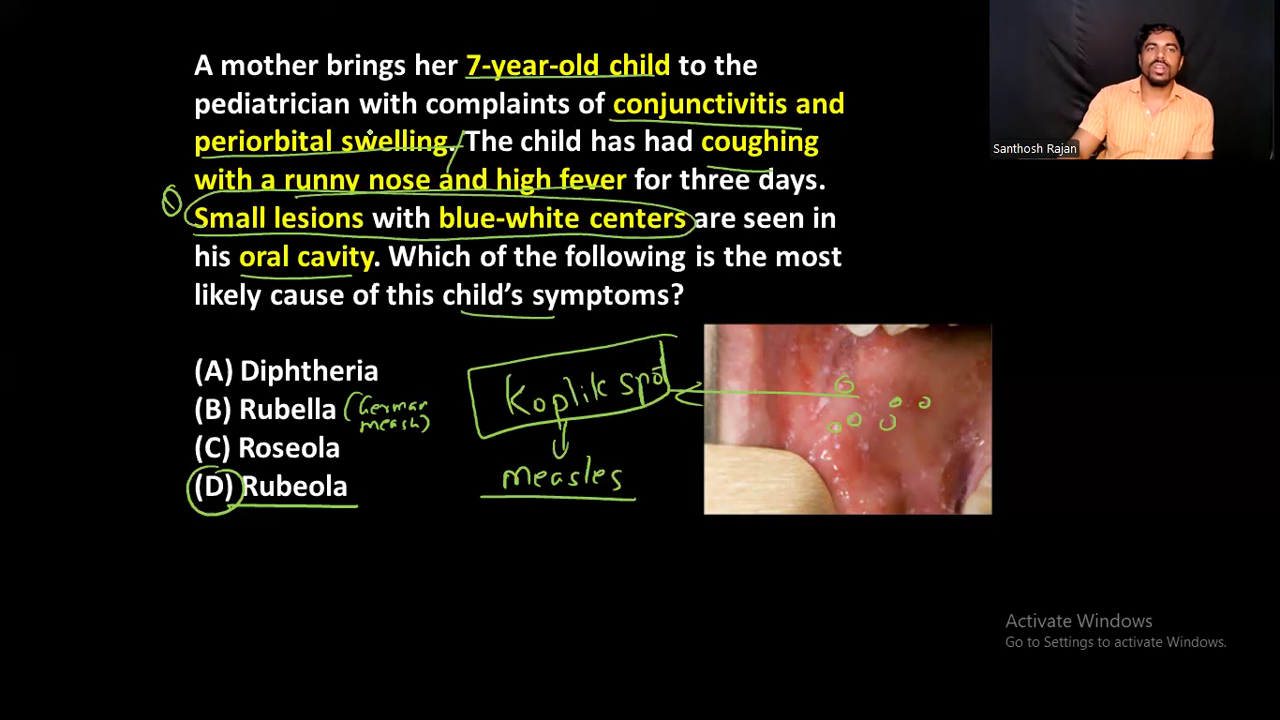 A mother brings her 7-year-old child to the
pediatrician with complaints of conjunctivitis and
periorbital swelling. The child has had coughing
with a runny nose and high fever for three days.
Small lesions with blue-white centers are seen in
his oral cavity. Which of the following is the most
likely cause of this child's symptoms?
(A) Diphtheria
(B) Rubella (German
(C) Roseola
(D) Rubeola
Koplik spo
measles
Santhosh Rajan
Activate Windows
Go to Settings to activate Windows.